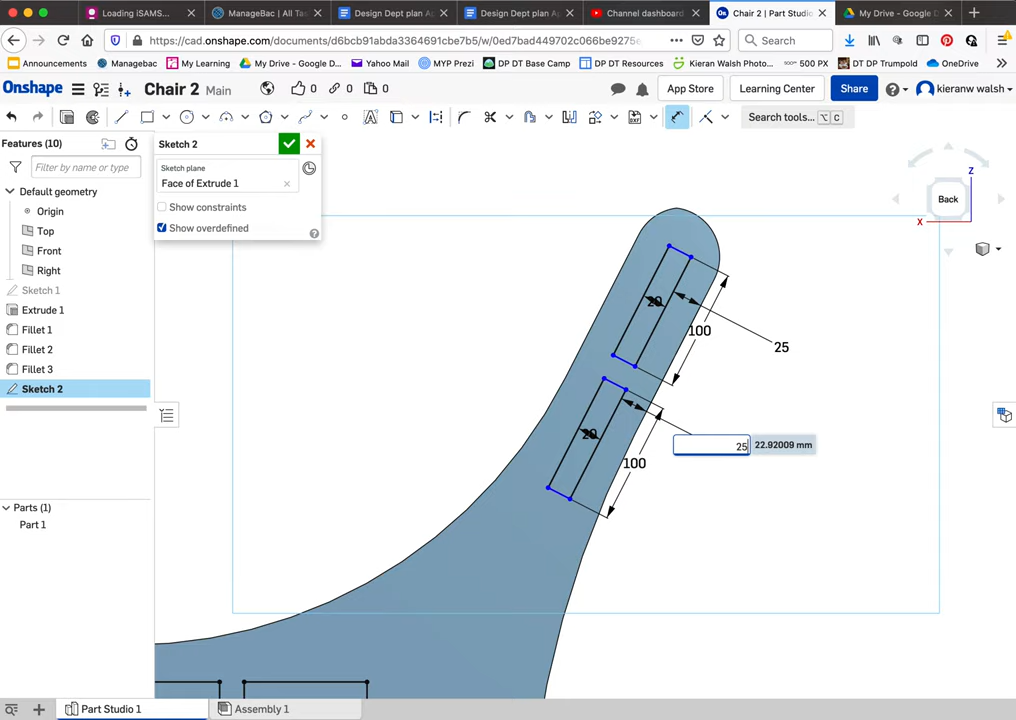 Loading iSAMS...
ManageBac | All Tas
Design Dept plan Ap
Design Dept plan Ap
Channel dashboard
Chair 2 | Part Studio
My Drive - Google D
https://cad.onshape.com/documents/d6bcb91abda3364691cbe7b5/w/0ed7bad449702c066be9275e
Search
Announcements
Managebac
My Learning
My Drive - Google D...
Yahoo Mail
MYP Prezi
DP DT Base Camp
DP DT Resources
Kieran Walsh Photo...
500 PX
DT DP Trumpold
OneDrive
Onshape
Chair 2 Main
0
0
0
App Store
Learning Center
Share
kieranw walsh
Search tools...
C
Features (10)
Filter by name or type
Default geometry
Origin
Top
Front
Right
Sketch 1
Extrude 1
Fillet 1
Fillet 2
Fillet 3
Sketch 2
Parts (1)
Part 1
Sketch 2
Sketch plane
Face of Extrude 1
Show constraints
Show overdefined
Z
Back
X
20
100
25
20
25
22.92009 mm
100
Part Studio 1
Assembly 1